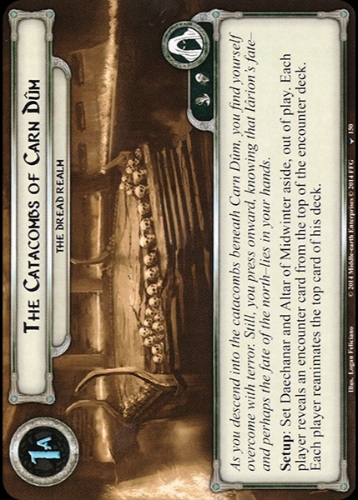 1A
The Catacombs of Carn Dûm
The Dread Realm
As you descend into the catacombs beneath Carn Dûm, you find yourself
overcome with terror. Still, you press onward, knowing that Iârion's fate–
and perhaps the fate of the north–lies in your hands.
Setup: Set Daechanar and Altar of Midwinter aside, out of play. Each
player reveals an encounter card from the top of the encounter deck.
Each player reanimates the top card of his deck.
Illus. Logan Feliciano © 2014 Middle-earth Enterprises © 2014 FFG 150